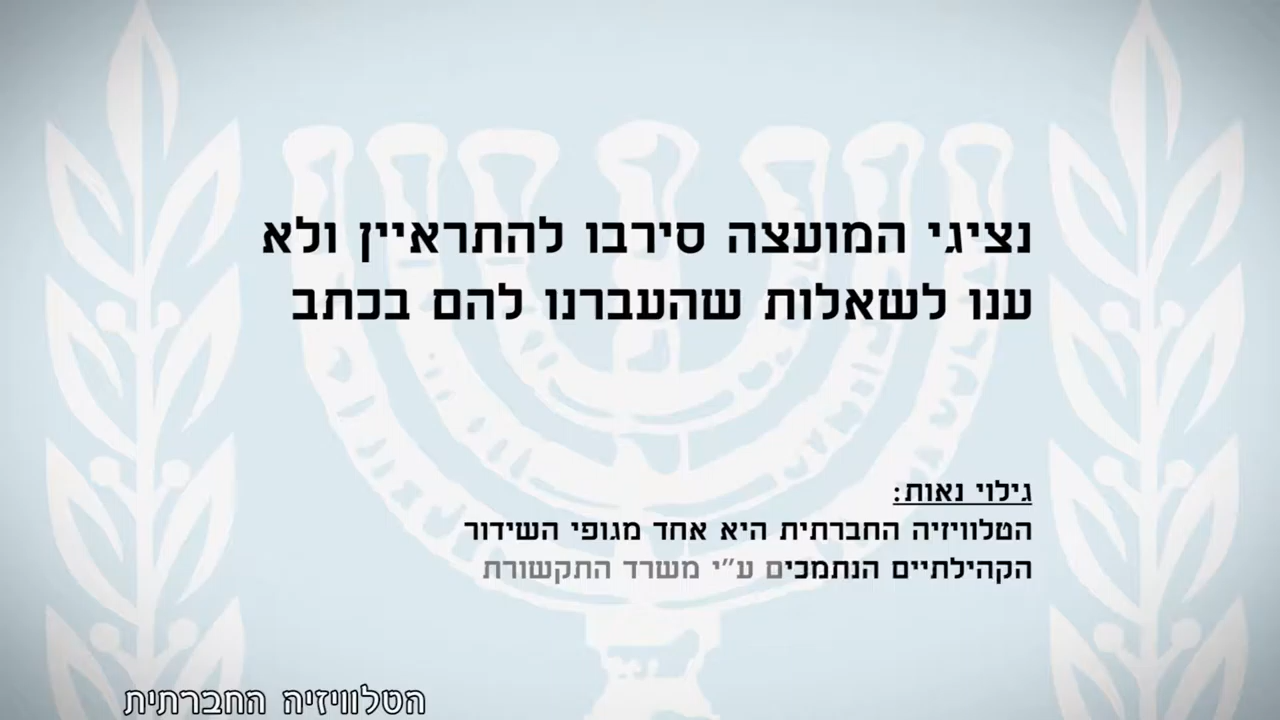 נציגי המועצה סירבו להתראיין ולא
ענו לשאלות שהעברנו להם בכתב
גילוי נאות:
הטלוויזיה החברתית היא אחד מגופי השידור
הקהילתיים הנתמכים ע״י משרד התקשורת
הטלוויזיה החברתית